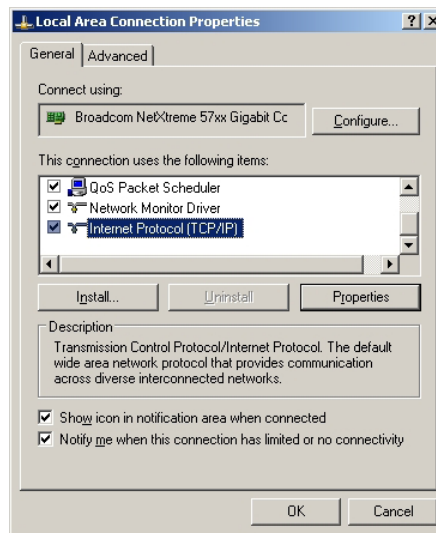 Local Area Connection Properties
General Advanced
Connect using:
Broadcom NetXtreme 57xx Gigabit Cc
Configure...
This connection uses the following items:
QoS Packet Scheduler
Network Monitor Driver
Internet Protocol (TCP/IP)
Install... Uninstall Properties
Description
Transmission Control Protocol/Internet Protocol. The default
wide area network protocol that provides communication
across diverse interconnected networks.
Show icon in notification area when connected
Notify me when this connection has limited or no connectivity
OK Cancel